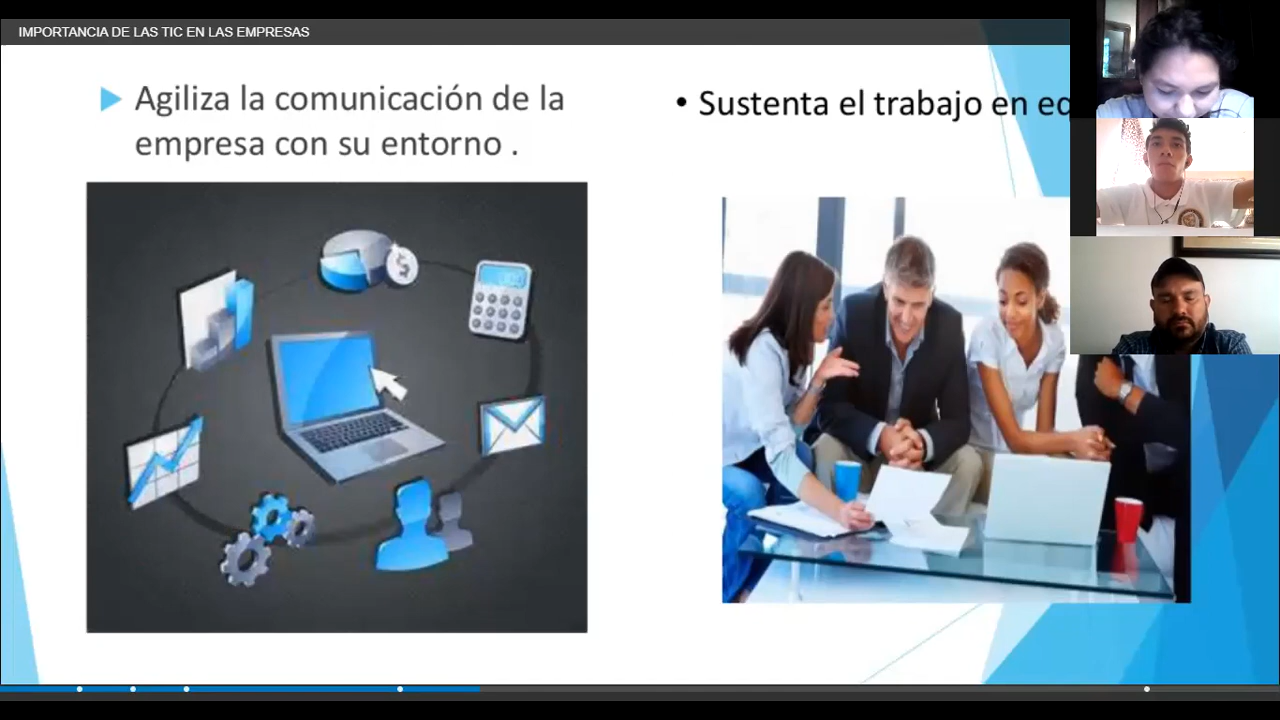 IMPORTANCIA DE LAS TIC EN LAS EMPRESAS
Agiliza la comunicación de la
empresa con su entorno .
• Sustenta el trabajo en
$